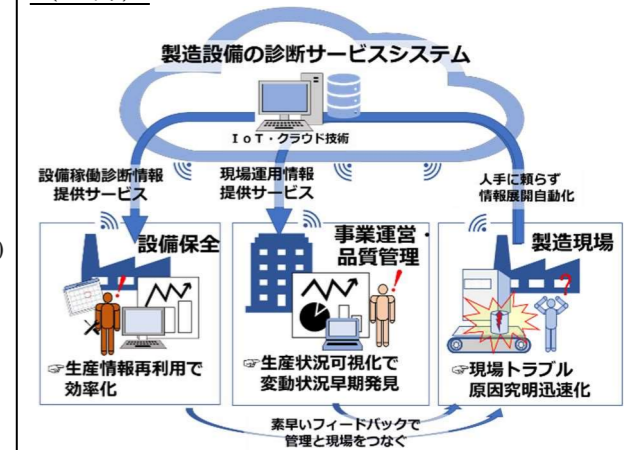 製造設備の診断サービスシステム
IoT・クラウド技術
設備稼働診断情報
提供サービス
現場運用情報
提供サービス
人手に頼らず
情報展開自動化
設備保全
事業運営・
品質管理
製造現場
☞生産情報再利用で
効率化
☞生産状況可視化で
変動状況早期発見
☞現場トラブル
原因究明迅速化
素早いフィードバックで
管理と現場をつなぐ